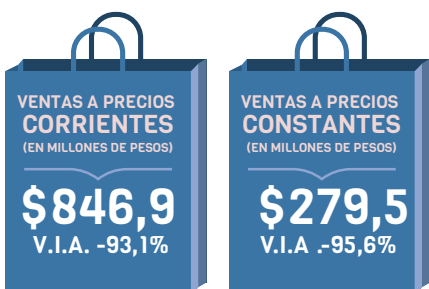 VENTAS A PRECIOS
CORRIENTES
(EN MILLONES DE PESOS)
$846,9
V.I.A. -93,1%
VENTAS A PRECIOS
CONSTANTES
(EN MILLONES DE PESOS)
$279,5
V.I.A .-95,6%